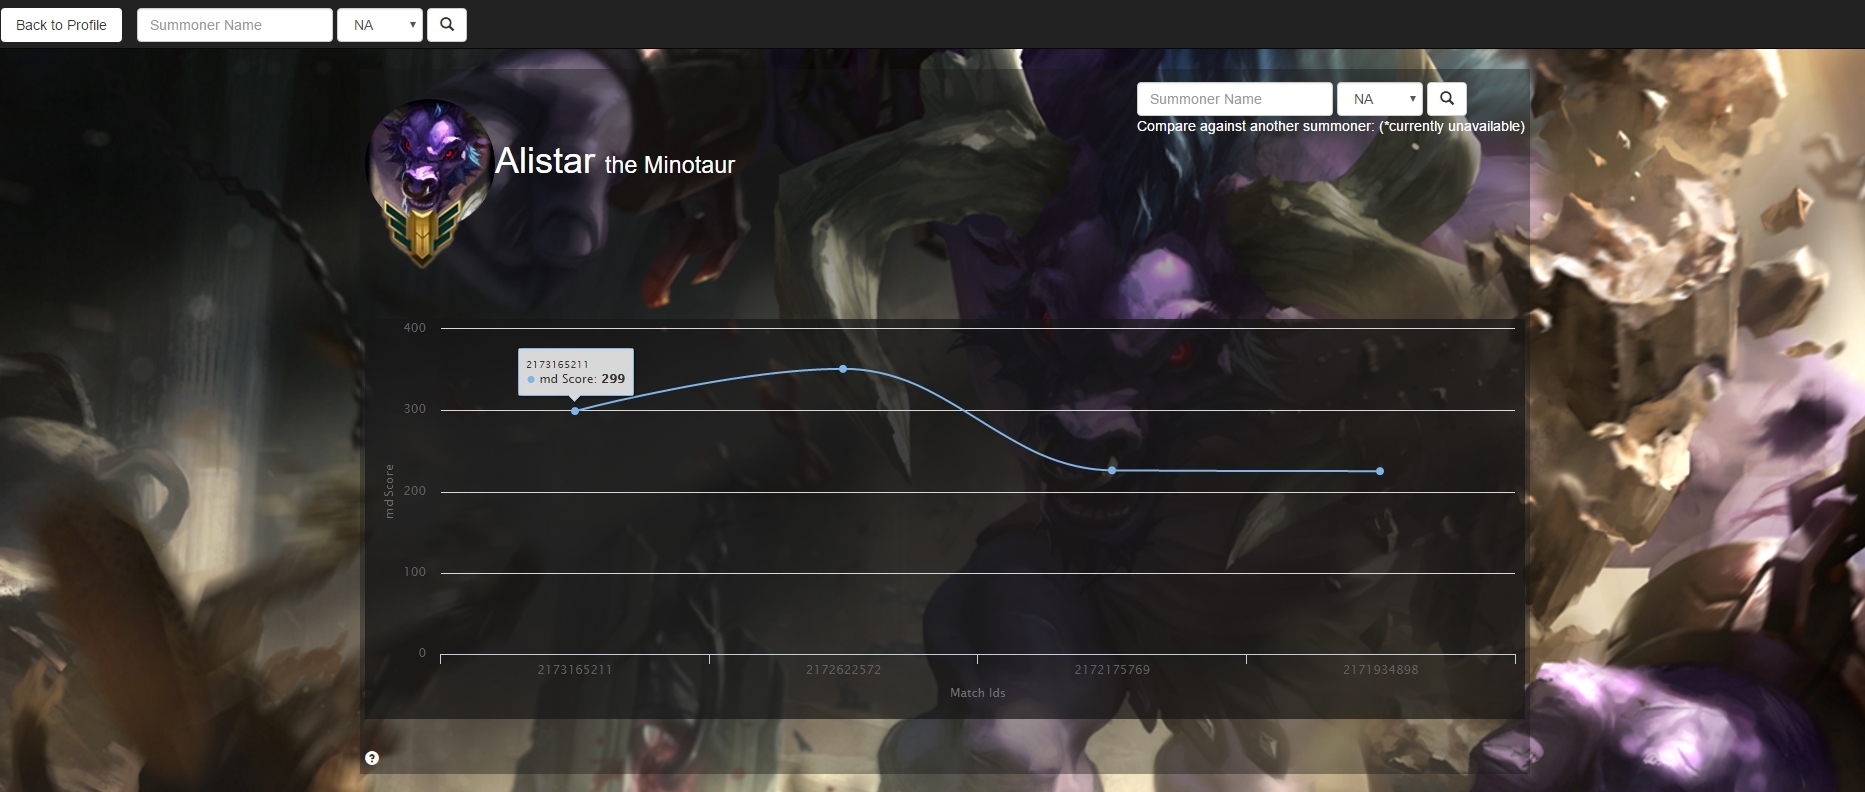 Back to Profile
Summoner Name
NA
Summoner Name
NA
Compare against another summoner: (*currently unavailable)
Alistar the Minotaur
400
300
200
100
0
mdScore
2173165211
md Score: 299
2173165211
2172622572
2172175769
2171934898
Match Ids
?